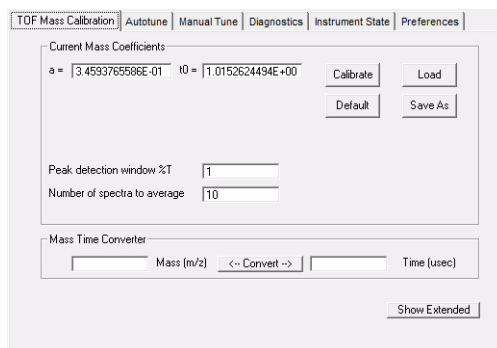 TOF Mass Calibration Autotune Manual Tune Diagnostics Instrument State Preferences
Current Mass Coefficients
a = 3.4593765586E-01 t0 = 1.0152624494E+00 Calibrate Load
Default Save As
Peak detection window %T 1
Number of spectra to average 10
Mass Time Converter
Mass (m/z) <-- Convert --> Time (usec)
Show Extended